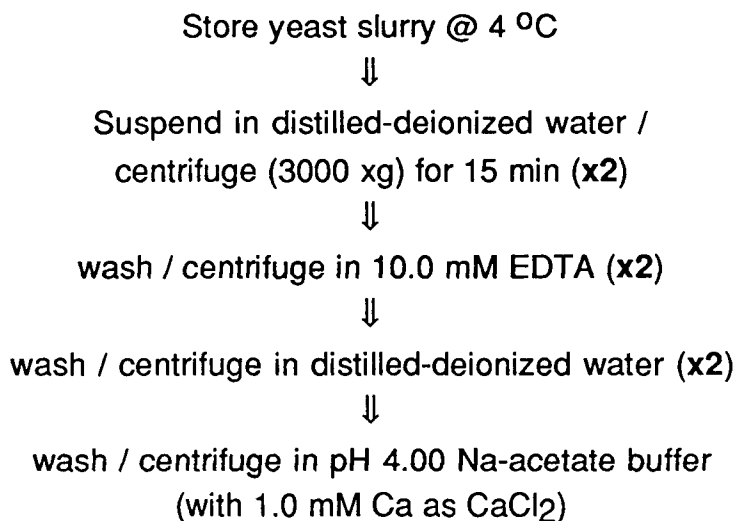 Store yeast slurry @ 4 ºC
⇓
Suspend in distilled-deionized water /
centrifuge (3000 xg) for 15 min (x2)
⇓
wash / centrifuge in 10.0 mM EDTA (x2)
⇓
wash / centrifuge in distilled-deionized water (x2)
⇓
wash / centrifuge in pH 4.00 Na-acetate buffer
(with 1.0 mM Ca as CaCl2)